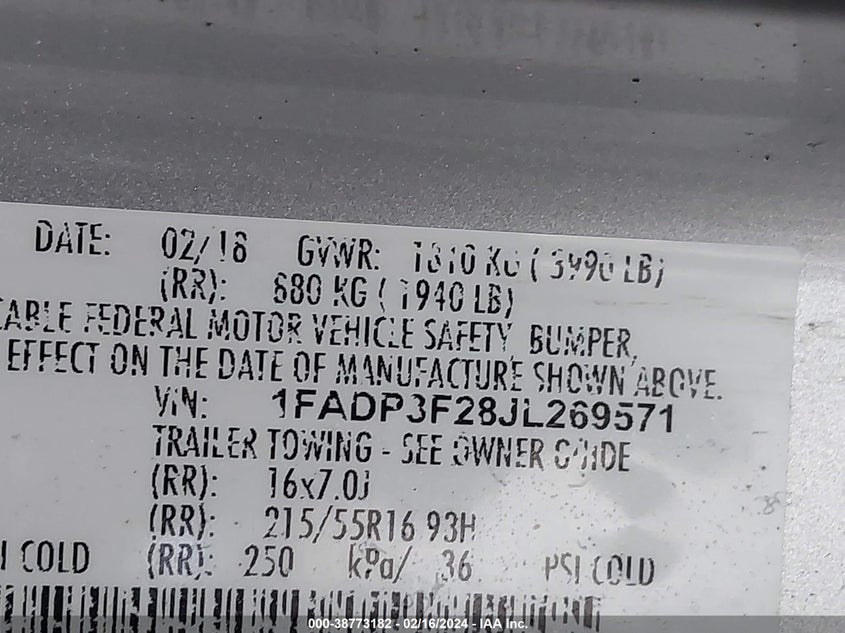 DATE: 02/18 GVWR: 1810 KG ( 3990 LB)
(RR): 880 KG ( 1940 LB)
CABLE FEDERAL MOTOR VEHICLE SAFETY, BUMPER,
EFFECT ON THE DATE OF MANUFACTURE SHOWN ABOVE.
VIN: 1FADP3F28JL269571
TRAILER TOWING - SEE OWNER GUIDE
(RR): 16x7.0J
(RR): 215/55R16 93H
I COLD (RR): 250 kPa/ 36 PSI COLD
000-38773182 - 02/16/2024 - IAA Inc.